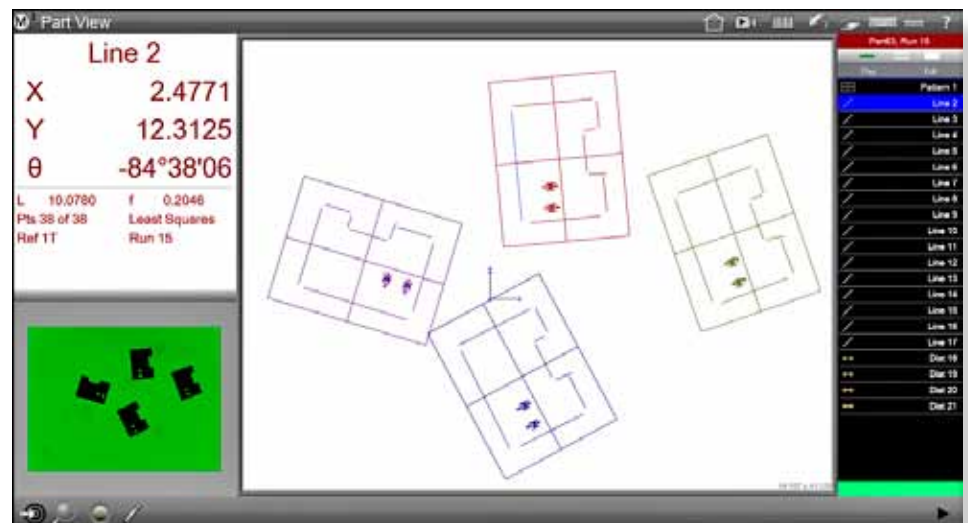 Part View
?
Line 2
X 2.4771
Y 12.3125
θ -84°38'06
L 10.0780 f 0.2046
Pts 38 of 38 Least Squares
Ref 1T Run 15
Run 15
Edit
Pattern 1
Line 2
Line 3
Line 4
Line 5
Line 6
Line 7
Line 8
Line 9
Line 10
Line 11
Line 12
Line 13
Line 14
Line 15
Line 16
Line 17
Dist 18
Dist 19
Dist 20
Dist 21